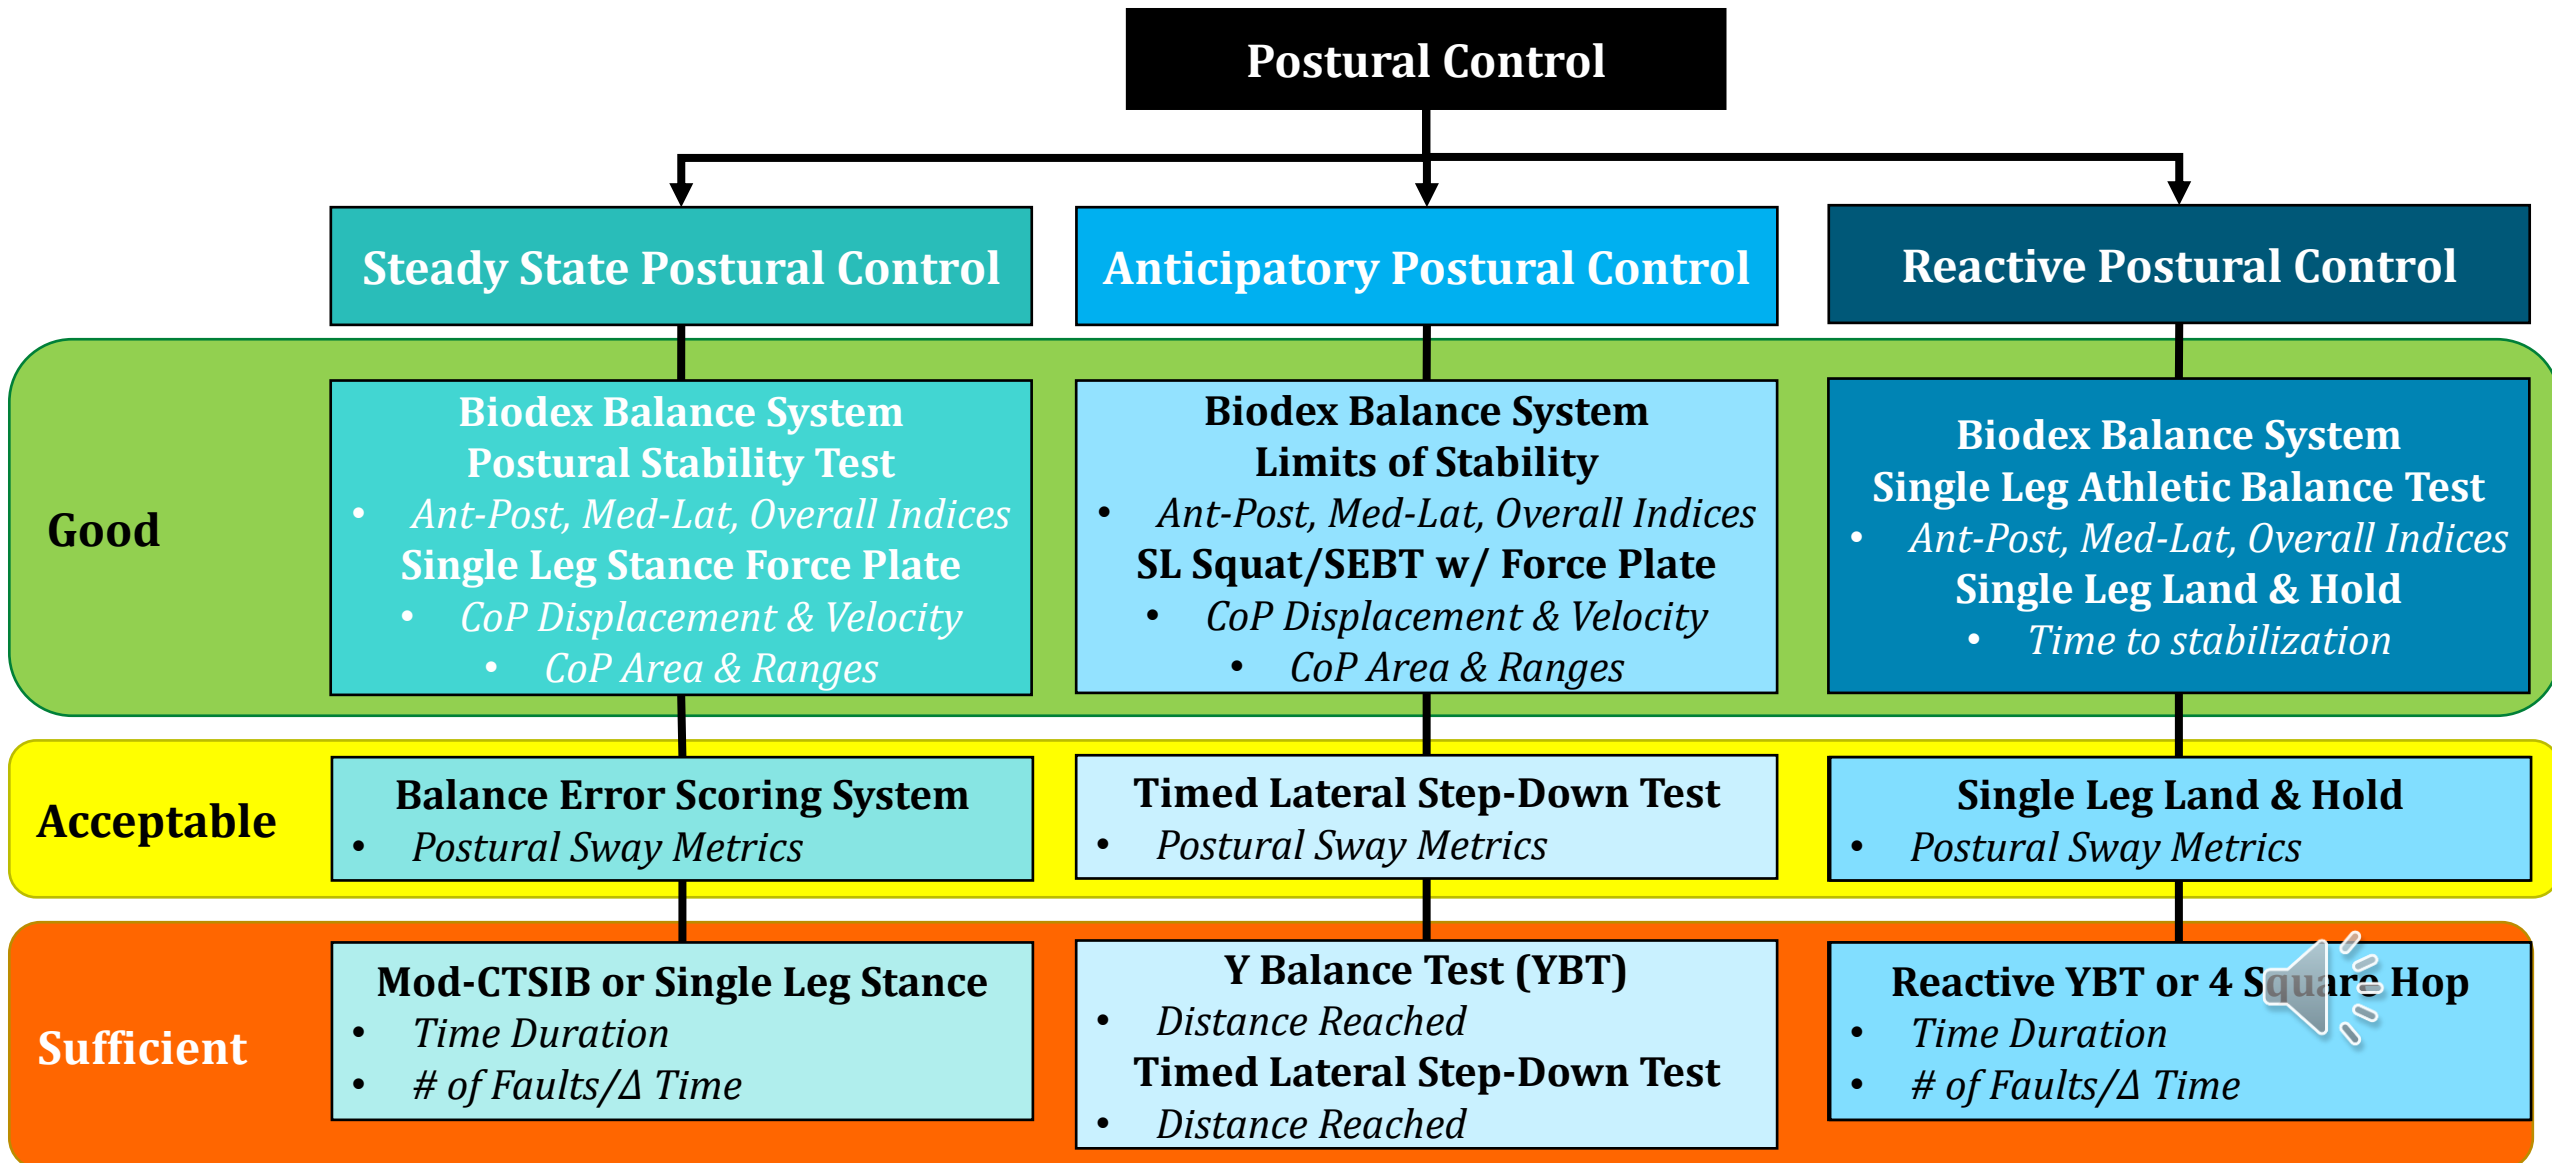 Postural Control
Steady State Postural Control
Anticipatory Postural Control
Reactive Postural Control
Good
Biodex Balance System
Postural Stability Test
• Ant-Post, Med-Lat, Overall Indices
Single Leg Stance Force Plate
• CoP Displacement & Velocity
• CoP Area & Ranges
Biodex Balance System
Limits of Stability
• Ant-Post, Med-Lat, Overall Indices
SL Squat/SEBT w/ Force Plate
• CoP Displacement & Velocity
• CoP Area & Ranges
Biodex Balance System
Single Leg Athletic Balance Test
• Ant-Post, Med-Lat, Overall Indices
Single Leg Land & Hold
• Time to stabilization
Acceptable
Balance Error Scoring System
• Postural Sway Metrics
Timed Lateral Step-Down Test
• Postural Sway Metrics
Single Leg Land & Hold
• Postural Sway Metrics
Sufficient
Mod-CTSIB or Single Leg Stance
• Time Duration
• # of Faults/Δ Time
Y Balance Test (YBT)
• Distance Reached
Timed Lateral Step-Down Test
• Distance Reached
Reactive YBT or 4 Square Hop
• Time Duration
• # of Faults/Δ Time